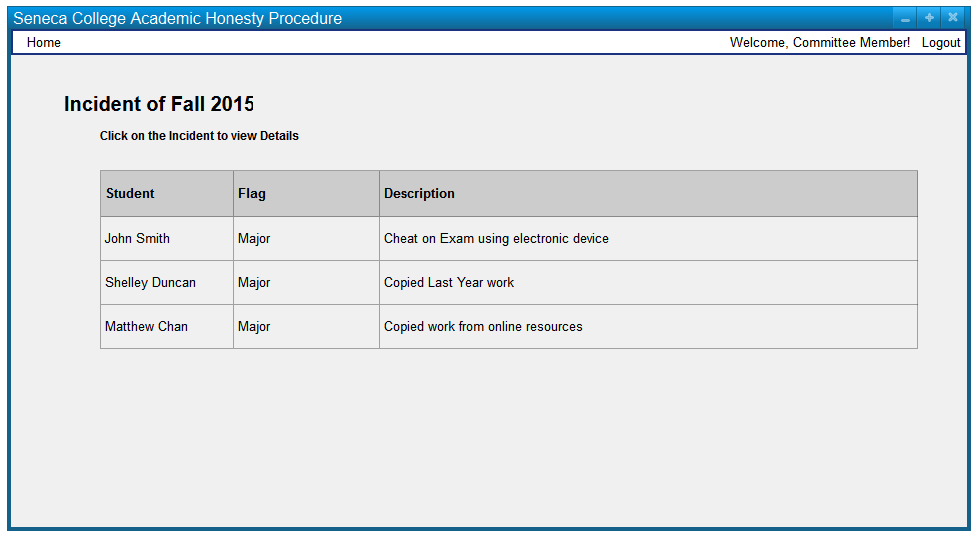 Seneca College Academic Honesty Procedure
Home Welcome, Committee Member! Logout
Incident of Fall 2015
Click on the Incident to view Details
Student Flag Description
John Smith Major Cheat on Exam using electronic device
Shelley Duncan Major Copied Last Year work
Matthew Chan Major Copied work from online resources